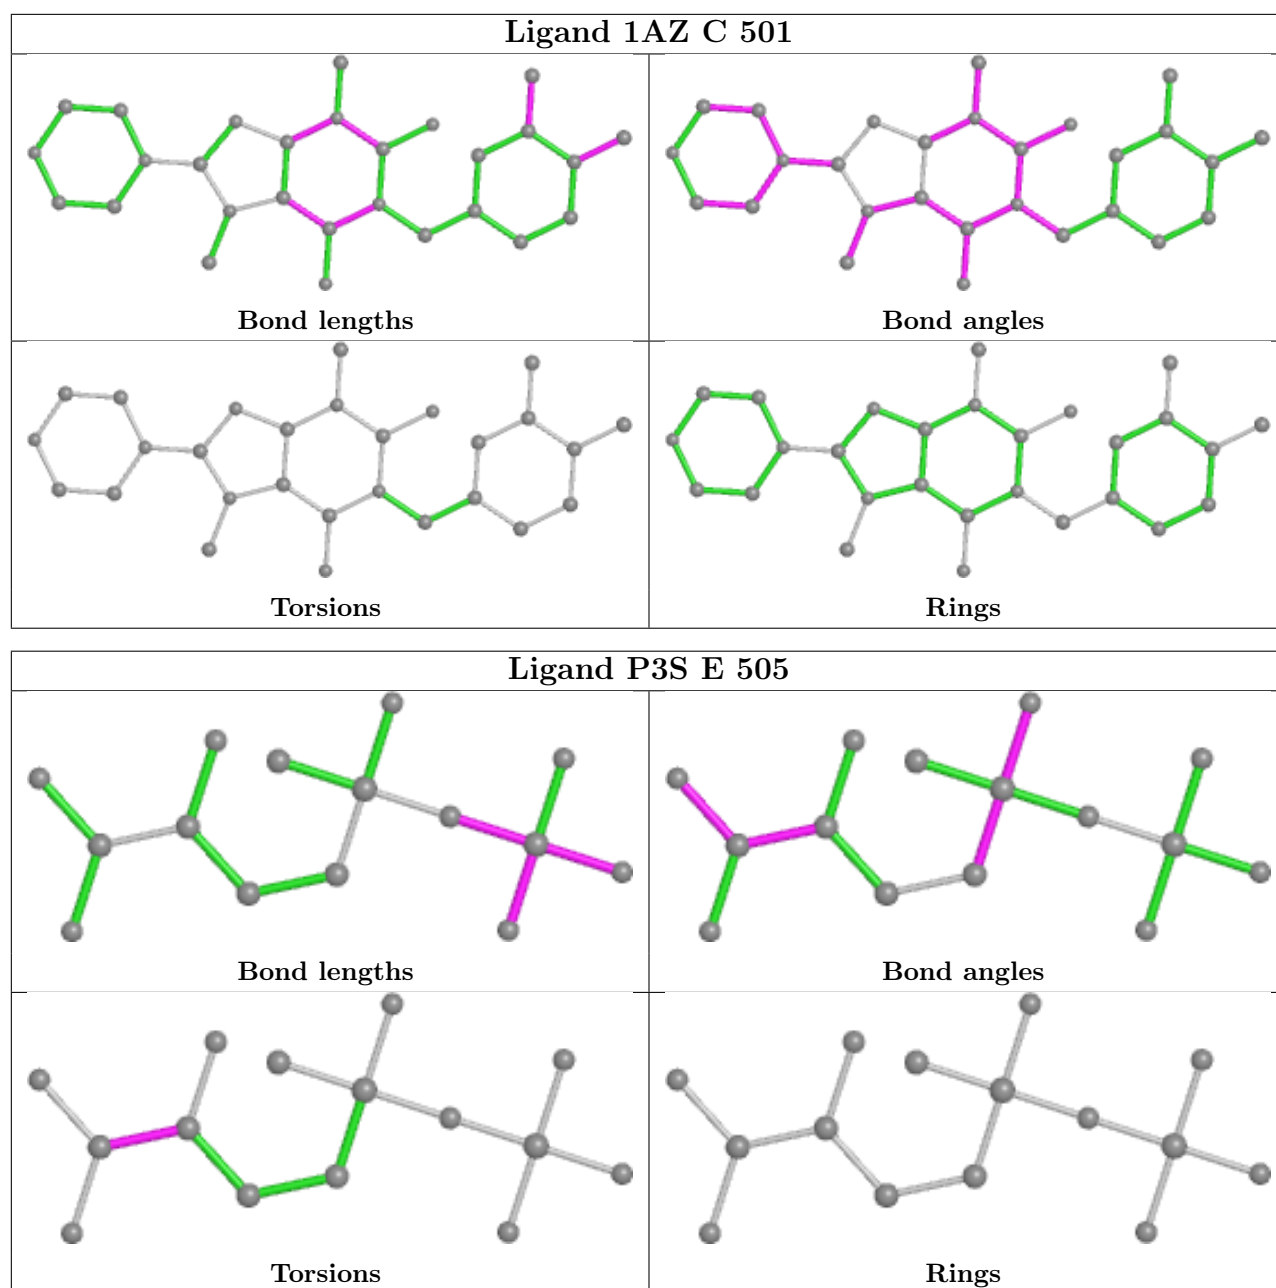 Ligand 1AZ C 501
Bond lengths
Bond angles
Torsions
Rings
Ligand P3S E 505
Bond lengths
Bond angles
Torsions
Rings